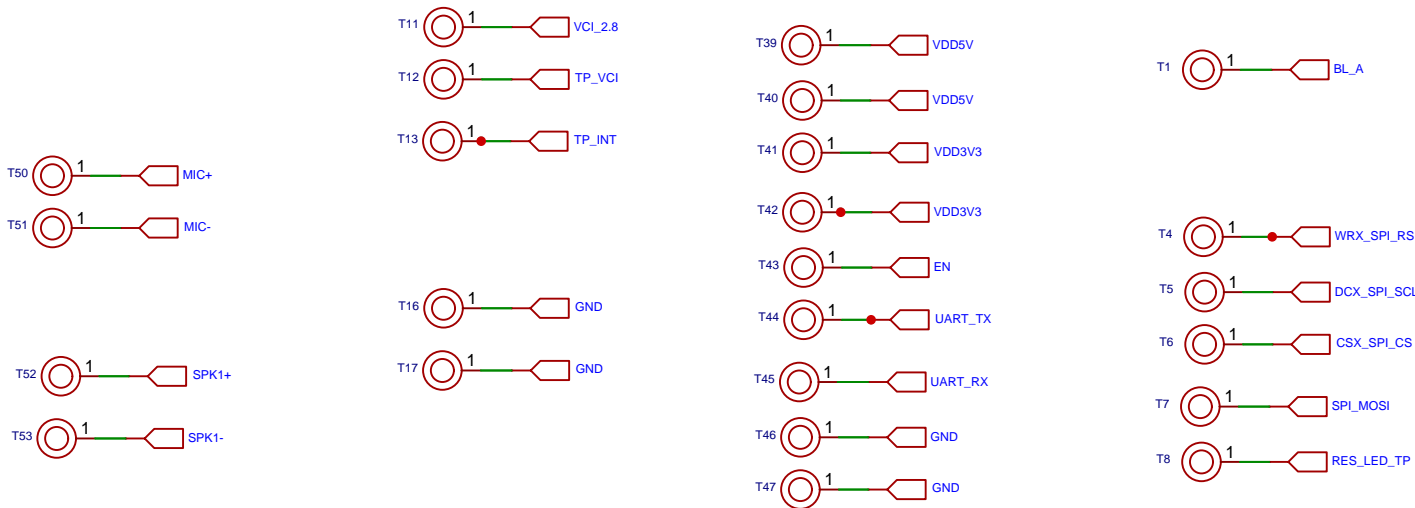 T50 1 MIC+
T51 1 MIC-
T52 1 SPK1+
T53 1 SPK1-
T11 1 VCI_2.8
T12 1 TP_VCI
T13 1 TP_INT
T16 1 GND
T17 1 GND
T39 1 VDD5V
T40 1 VDD5V
T41 1 VDD3V3
T42 1 VDD3V3
T43 1 EN
T44 1 UART_TX
T45 1 UART_RX
T46 1 GND
T47 1 GND
T1 1 BL_A
T4 1 WRX_SPI_RS
T5 1 DCX_SPI_SCL
T6 1 CSX_SPI_CS
T7 1 SPI_MOSI
T8 1 RES_LED_TP